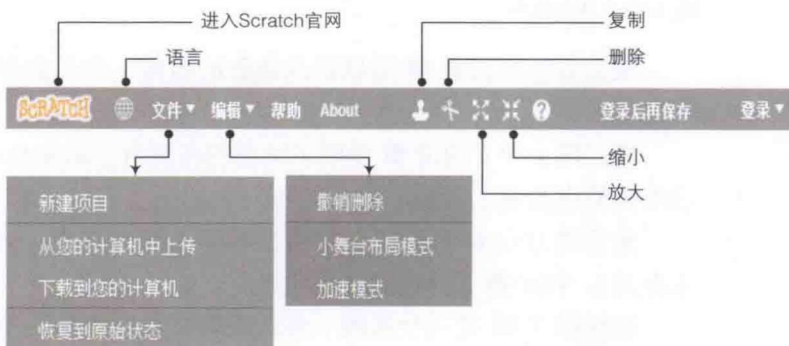 进入Scratch官网
复制
语言
删除
SCRATCH 文件 编辑 帮助 About 登录后再保存 登录
缩小
放大
新建项目
从您的计算机中上传
下载到您的计算机
恢复到原始状态
撤销删除
小舞台布局模式
加速模式